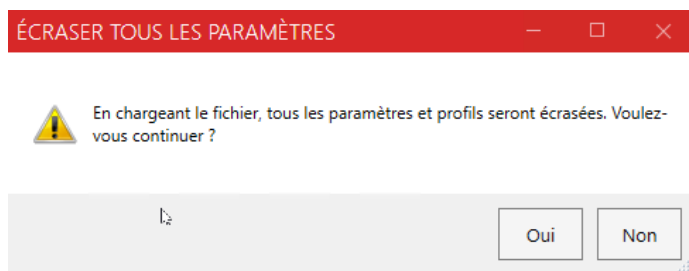 ÉCRASER TOUS LES PARAMÈTRES
En chargeant le fichier, tous les paramètres et profils seront écrasées. Voulez-
vous continuer ?
Oui
Non